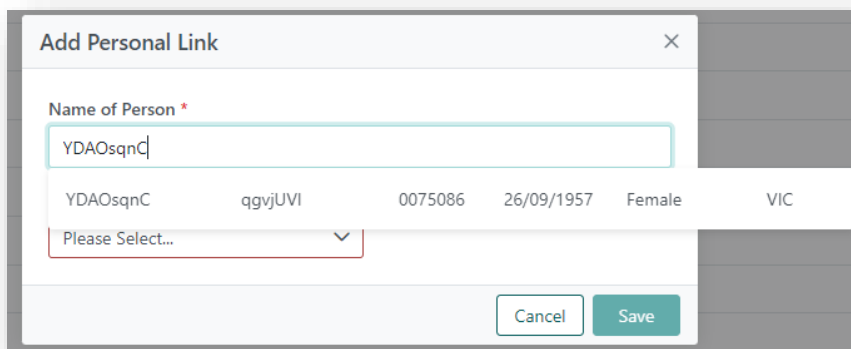 Add Personal Link
Name of Person *
YDAOsqnC
YDAOsqnC qgvjUVI 0075086 26/09/1957 Female VIC
Please Select...
Cancel Save